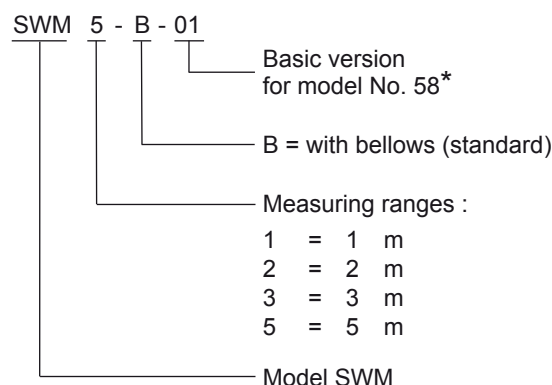 SWM 5 - B - 01
Basic version
for model No. 58*
B = with bellows (standard)
Measuring ranges :
1 = 1 m
2 = 2 m
3 = 3 m
5 = 5 m
Model SWM